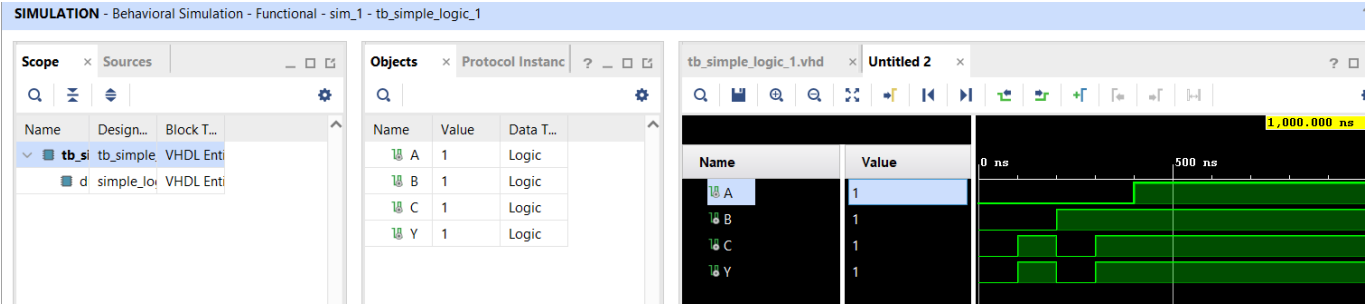 SIMULATION - Behavioral Simulation - Functional - sim_1 - tb_simple_logic_1
Scope × Sources
Name Design... Block T...
tb_si tb_simple_ VHDL Enti
d simple_lo VHDL Enti
Objects × Protocol Instanc ?
Name Value Data T...
A 1 Logic
B 1 Logic
C 1 Logic
Y 1 Logic
tb_simple_logic_1.vhd × Untitled 2 × ?
1,000.000 ns
Name Value 0 ns 500 ns
A 1
B 1
C 1
Y 1